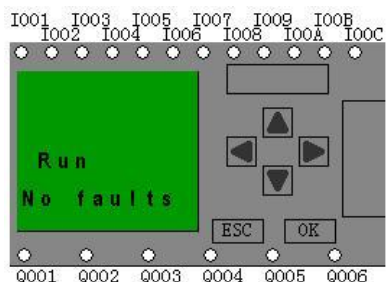 I001 I003 I005 I007 I009 I00B
I002 I004 I006 I008 I00A I00C
Run
No faults
ESC OK
Q001 Q002 Q003 Q004 Q005 Q006